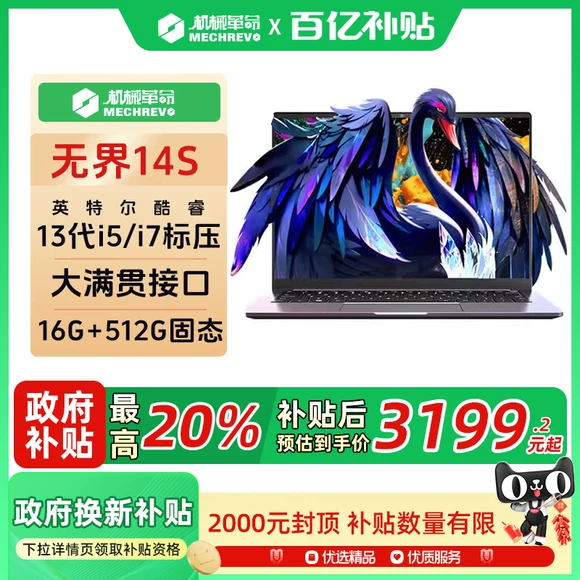 机械革命
MECHREVO
X
百亿补贴
机械革命
MECHREVO
无界14S
英特尔酷睿
13代i5/i7标压
大满贯接口
16G+512G固态
政府补贴
最高20%
补贴后
预估到手价
3199.2元起
政府换新补贴
下拉详情页领取补贴资格
2000元封顶 补贴数量有限
优选精品
优质服务